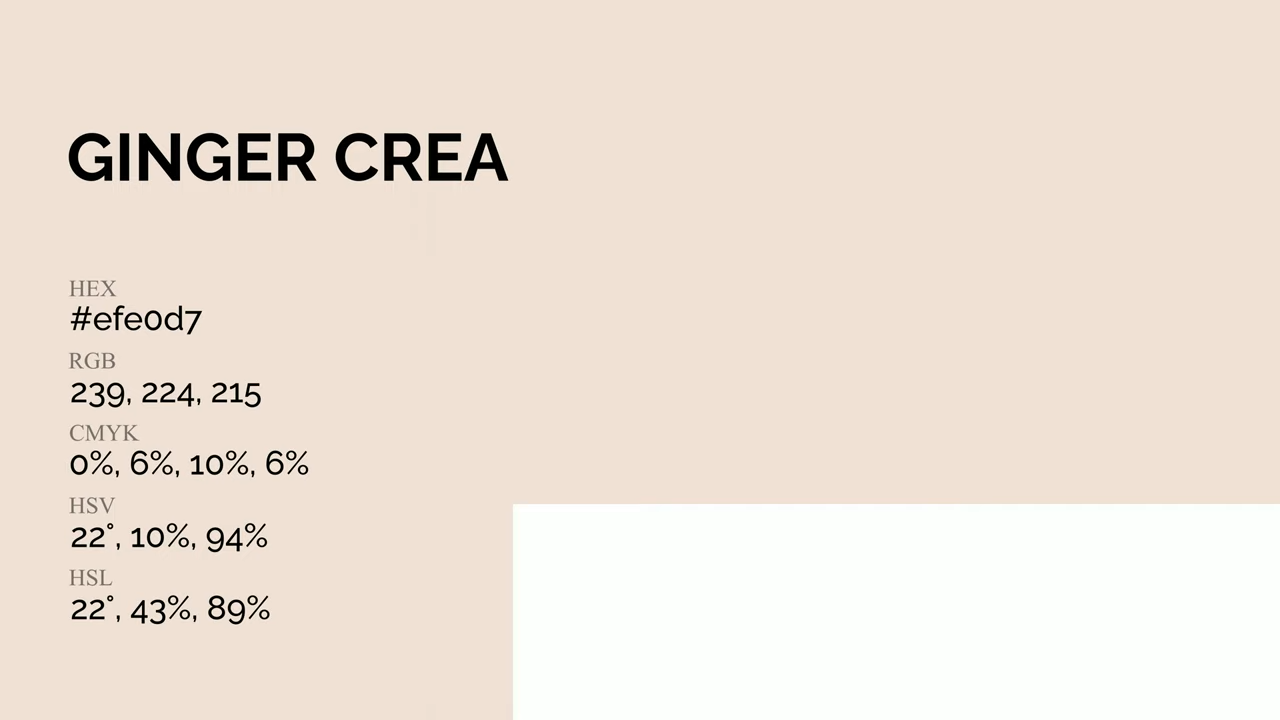 GINGER CREA
HEX
#efe0d7
RGB
239, 224, 215
CMYK
0%, 6%, 10%, 6%
HSV
22°, 10%, 94%
HSL
22°, 43%, 89%